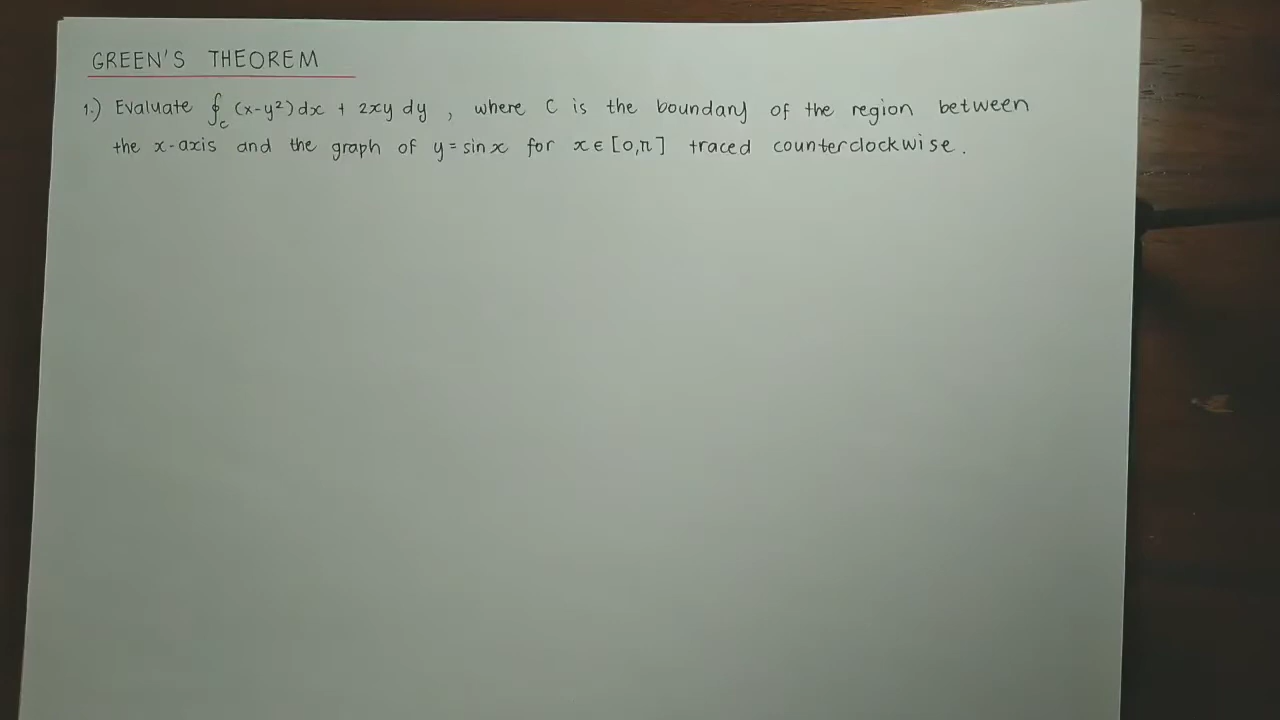 GREEN'S THEOREM
1.) Evaluate ∮_C (x-y²)dx + 2xy dy , where C is the boundary of the region between
the x-axis and the graph of y = sin x for x ∈ [0,π] traced counterclockwise.